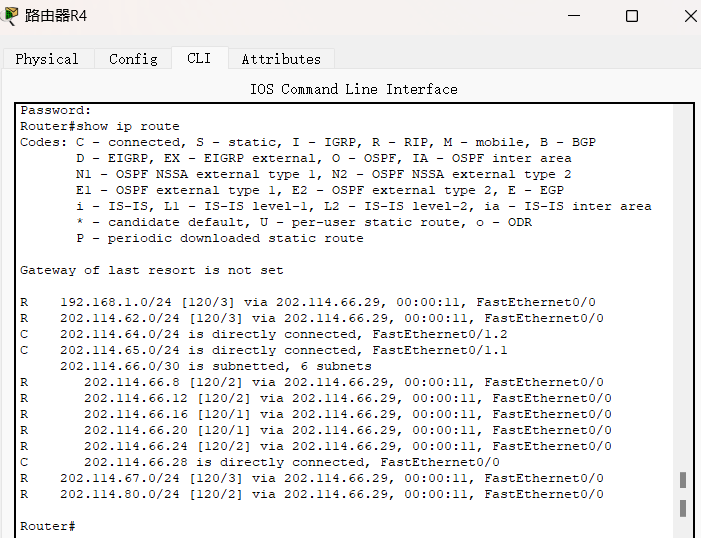 路由器R4
Physical Config CLI Attributes
IOS Command Line Interface
Password:
Router#show ip route
Codes: C - connected, S - static, I - IGRP, R - RIP, M - mobile, B - BGP
D - EIGRP, EX - EIGRP external, O - OSPF, IA - OSPF inter area
N1 - OSPF NSSA external type 1, N2 - OSPF NSSA external type 2
E1 - OSPF external type 1, E2 - OSPF external type 2, E - EGP
i - IS-IS, L1 - IS-IS level-1, L2 - IS-IS level-2, ia - IS-IS inter area
* - candidate default, U - per-user static route, o - ODR
P - periodic downloaded static route
Gateway of last resort is not set
R 192.168.1.0/24 [120/3] via 202.114.66.29, 00:00:11, FastEthernet0/0
R 202.114.62.0/24 [120/3] via 202.114.66.29, 00:00:11, FastEthernet0/0
C 202.114.64.0/24 is directly connected, FastEthernet0/1.2
C 202.114.65.0/24 is directly connected, FastEthernet0/1.1
202.114.66.0/30 is subnetted, 6 subnets
R 202.114.66.8 [120/2] via 202.114.66.29, 00:00:11, FastEthernet0/0
R 202.114.66.12 [120/2] via 202.114.66.29, 00:00:11, FastEthernet0/0
R 202.114.66.16 [120/1] via 202.114.66.29, 00:00:11, FastEthernet0/0
R 202.114.66.20 [120/1] via 202.114.66.29, 00:00:11, FastEthernet0/0
R 202.114.66.24 [120/2] via 202.114.66.29, 00:00:11, FastEthernet0/0
C 202.114.66.28 is directly connected, FastEthernet0/0
R 202.114.67.0/24 [120/3] via 202.114.66.29, 00:00:11, FastEthernet0/0
R 202.114.80.0/24 [120/2] via 202.114.66.29, 00:00:11, FastEthernet0/0
Router#